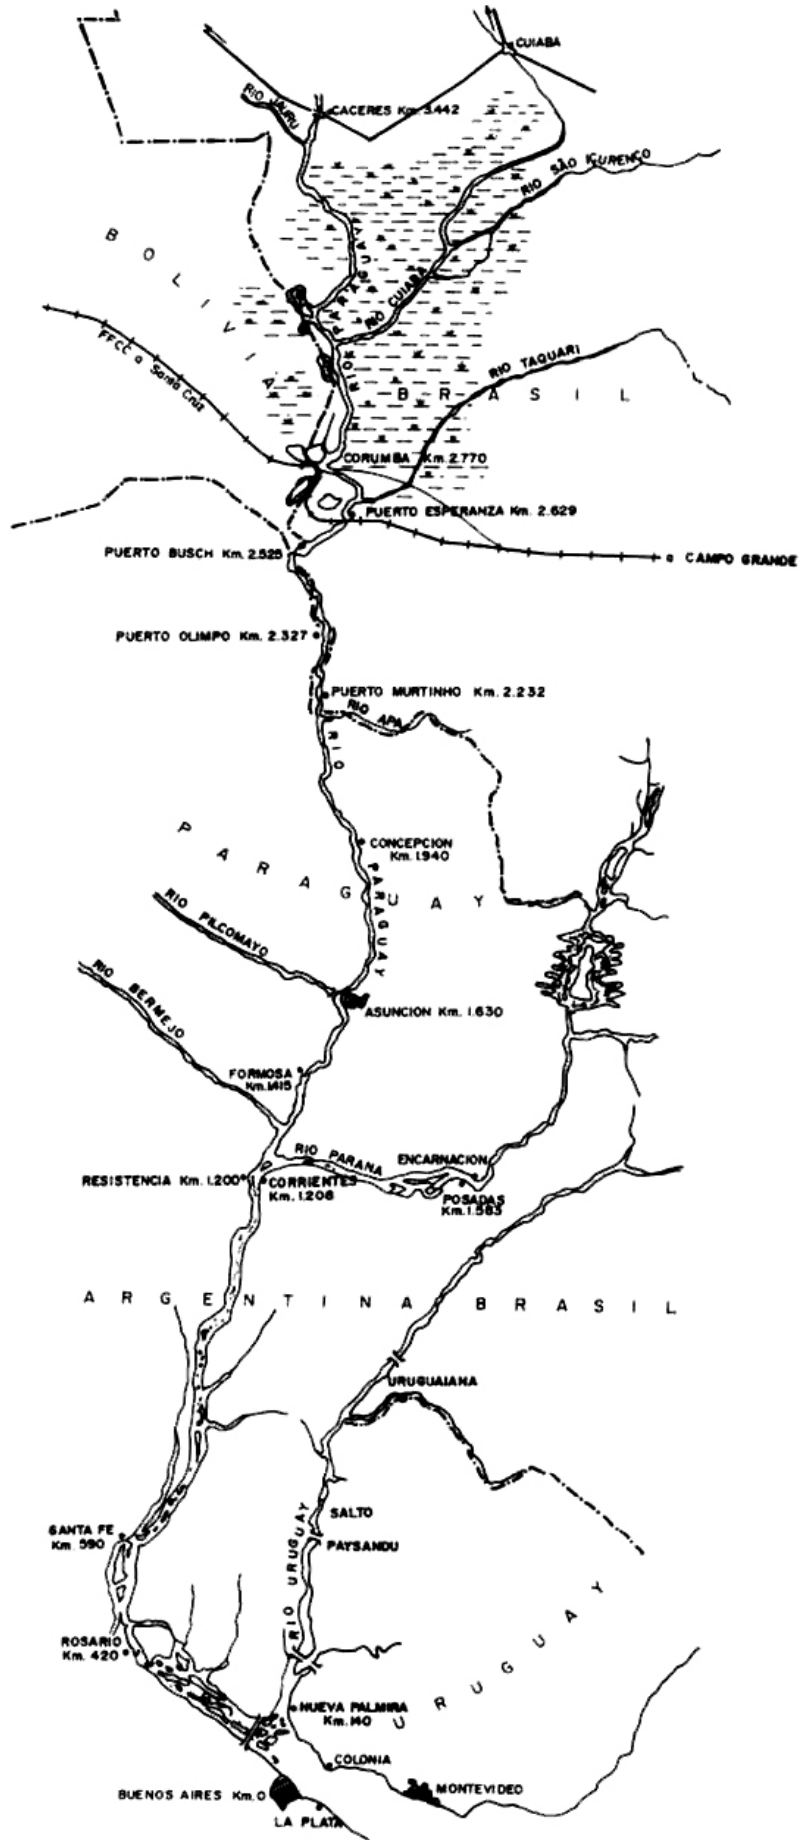 CUIABA
RIO JAURU
CACERES Km. 3.442
RIO SÃO LOURENÇO
BOLIVIA
PARAGUAY
RIO CUIABA
RIO
FFCC a Santa Cruz
RIO TAQUARI
BRASIL
CORUMBA Km. 2.770
PUERTO ESPERANZA Km. 2.629
PUERTO BUSCH Km. 2.525
CAMPO GRANDE
PUERTO OLIMPO Km. 2.327
PUERTO MURTINHO Km. 2.232
RIO APA
RIO
PARAGUAY
CONCEPCION
Km. 1.940
PARAGUAY
RIO PILCOMAYO
RIO BERMEJO
ASUNCION Km. 1.630
FORMOSA
Km. 1415
RIO PARANA
ENCARNACION
RESISTENCIA Km. 1.200
CORRIENTES
Km. 1.208
POSADAS
Km. 1.583
ARGENTINA
BRASIL
URUGUAIANA
SALTO
SANTA FE
Km. 590
PAYSANDU
RIO URUGUAY
URUGUAY
ROSARIO
Km. 420
NUEVA PALMIRA
Km. 140
COLONIA
BUENOS AIRES Km. 0
MONTEVIDEO
LA PLATA